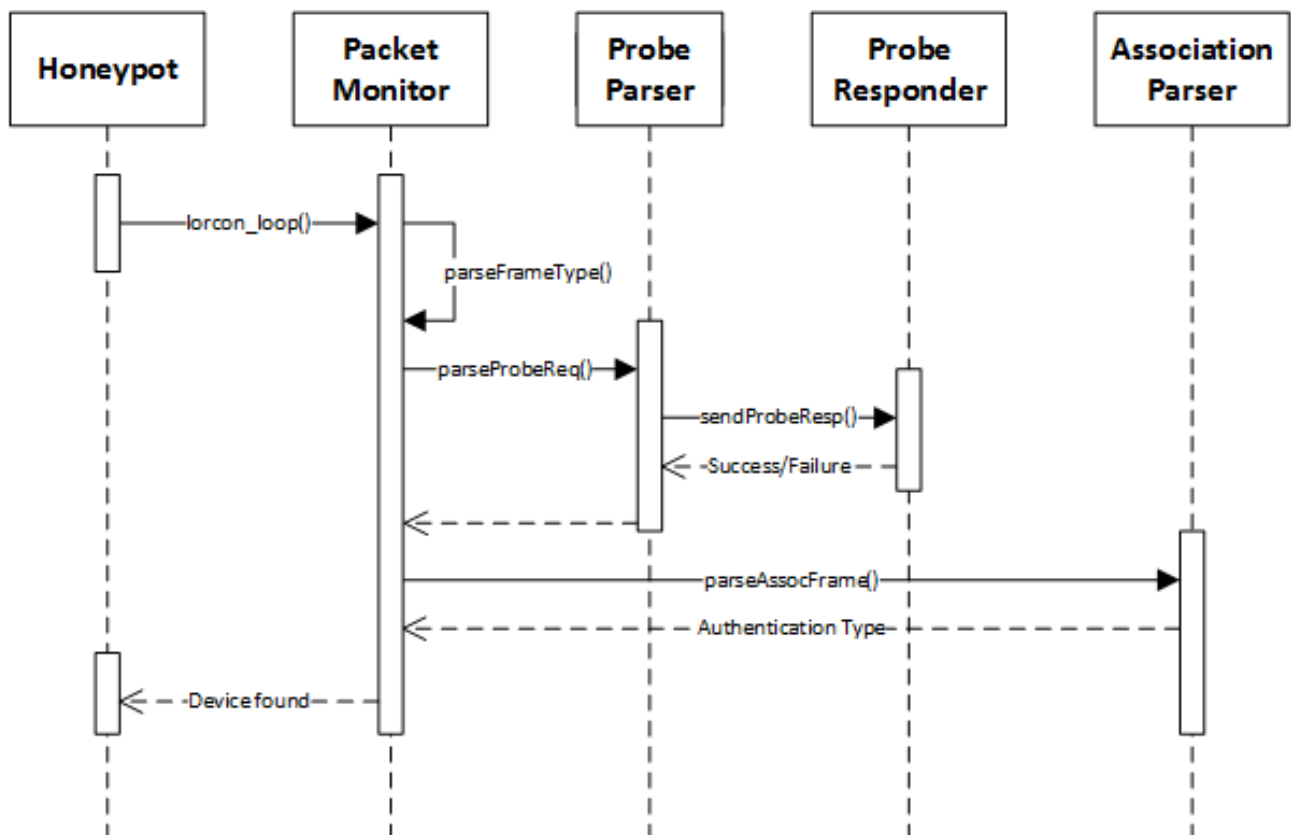 Honeypot
Packet
Monitor
Probe
Parser
Probe
Responder
Association
Parser
lorcon_loop()
parseFrameType()
parseProbeReq()
sendProbeResp()
Success/Failure
parseAssocFrame()
Authentication Type
Device found